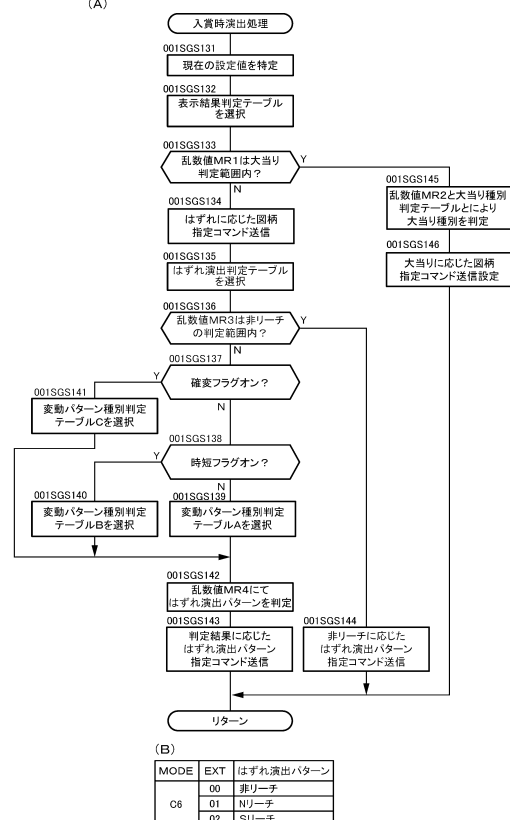 (A)
入賞時演出処理
001SGS131
現在の設定値を特定
001SGS132
表示結果判定テーブル
を選択
001SGS133
乱数値MR1は大当り
判定範囲内？
Y
N
001SGS145
乱数値MR2と大当り種別
判定テーブルとにより
大当り種別を判定
001SGS134
はずれに応じた図柄
指定コマンド送信
001SGS146
大当りに応じた図柄
指定コマンド送信設定
001SGS135
はずれ演出判定テーブル
を選択
001SGS136
乱数値MR3は非リーチ
の判定範囲内？
Y
N
001SGS137
確変フラグオン？
Y
N
001SGS141
変動パターン種別判定
テーブルCを選択
001SGS138
時短フラグオン？
Y
N
001SGS140
変動パターン種別判定
テーブルBを選択
001SGS139
変動パターン種別判定
テーブルAを選択
001SGS142
乱数値MR4にて
はずれ演出パターンを判定
001SGS143
判定結果に応じた
はずれ演出パターン
指定コマンド送信
001SGS144
非リーチに応じた
はずれ演出パターン
指定コマンド送信
リターン
(B)
MODE EXT はずれ演出パターン
00 非リーチ
C6 01 Nリーチ
02 Sリーチ